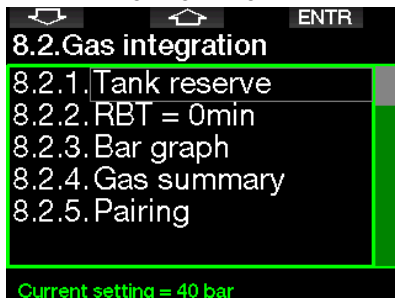 ENTR
8.2.Gas integration
8.2.1. Tank reserve
8.2.2. RBT = 0min
8.2.3. Bar graph
8.2.4. Gas summary
8.2.5. Pairing
Current setting = 40 bar